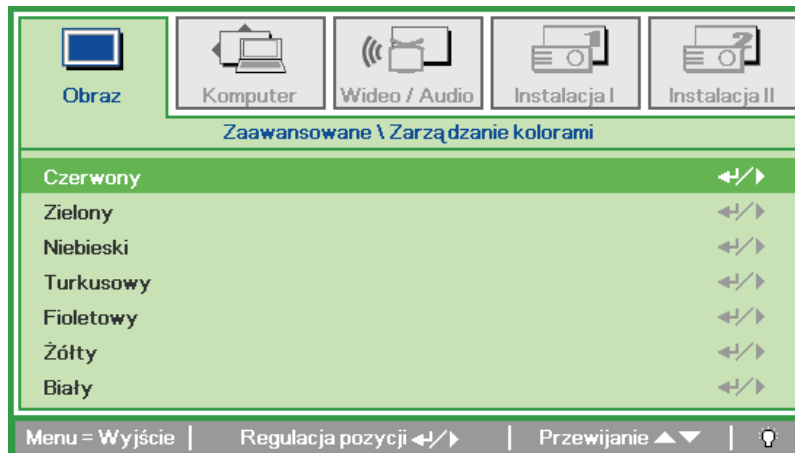 Obraz
Komputer
Wideo / Audio
Instalacja I
Instalacja II
Zaawansowane \ Zarządzanie kolorami
Czerwony
Zielony
Niebieski
Turkusowy
Fioletowy
Żółty
Biały
Menu = Wyjście | Regulacja pozycji ↵/▶ | Przewijanie ▲▼ |